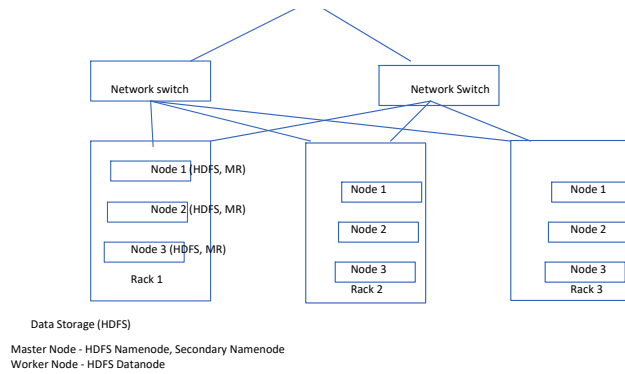 Network switch
Network Switch
Node 1 (HDFS, MR)
Node 2 (HDFS, MR)
Node 3 (HDFS, MR)
Rack 1
Node 1
Node 2
Node 3
Rack 2
Node 1
Node 2
Node 3
Rack 3
Data Storage (HDFS)
Master Node - HDFS Namenode, Secondary Namenode
Worker Node - HDFS Datanode